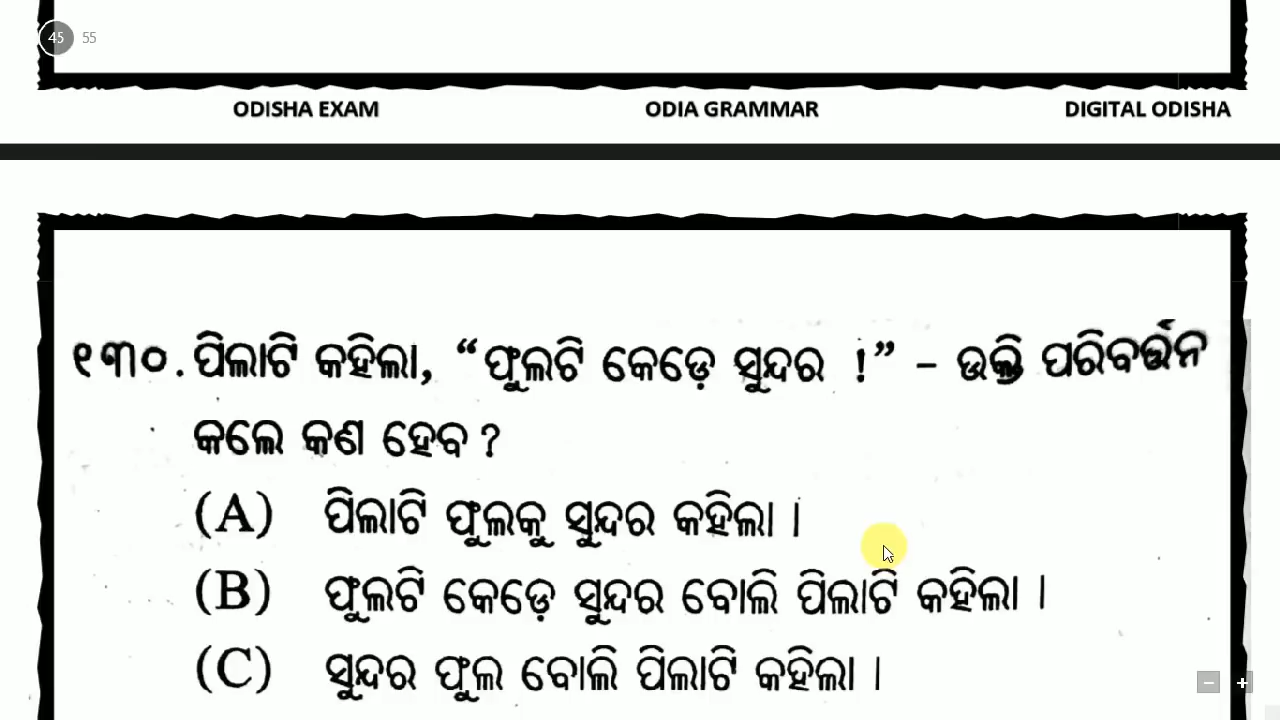 45 55
ODISHA EXAM ODIA GRAMMAR DIGITAL ODISHA
୧୩୦. ପିଲାଟି କହିଲା, “ଫୁଲଟି କେଡ଼େ ସୁନ୍ଦର !” – ଉକ୍ତି ପରିବର୍ତ୍ତନ
କଲେ କଣ ହେବ ?
(A) ପିଲାଟି ଫୁଲକୁ ସୁନ୍ଦର କହିଲା ।
(B) ଫୁଲଟି କେଡ଼େ ସୁନ୍ଦର ବୋଲି ପିଲାଟି କହିଲା ।
(C) ସୁନ୍ଦର ଫୁଲ ବୋଲି ପିଲାଟି କହିଲା ।